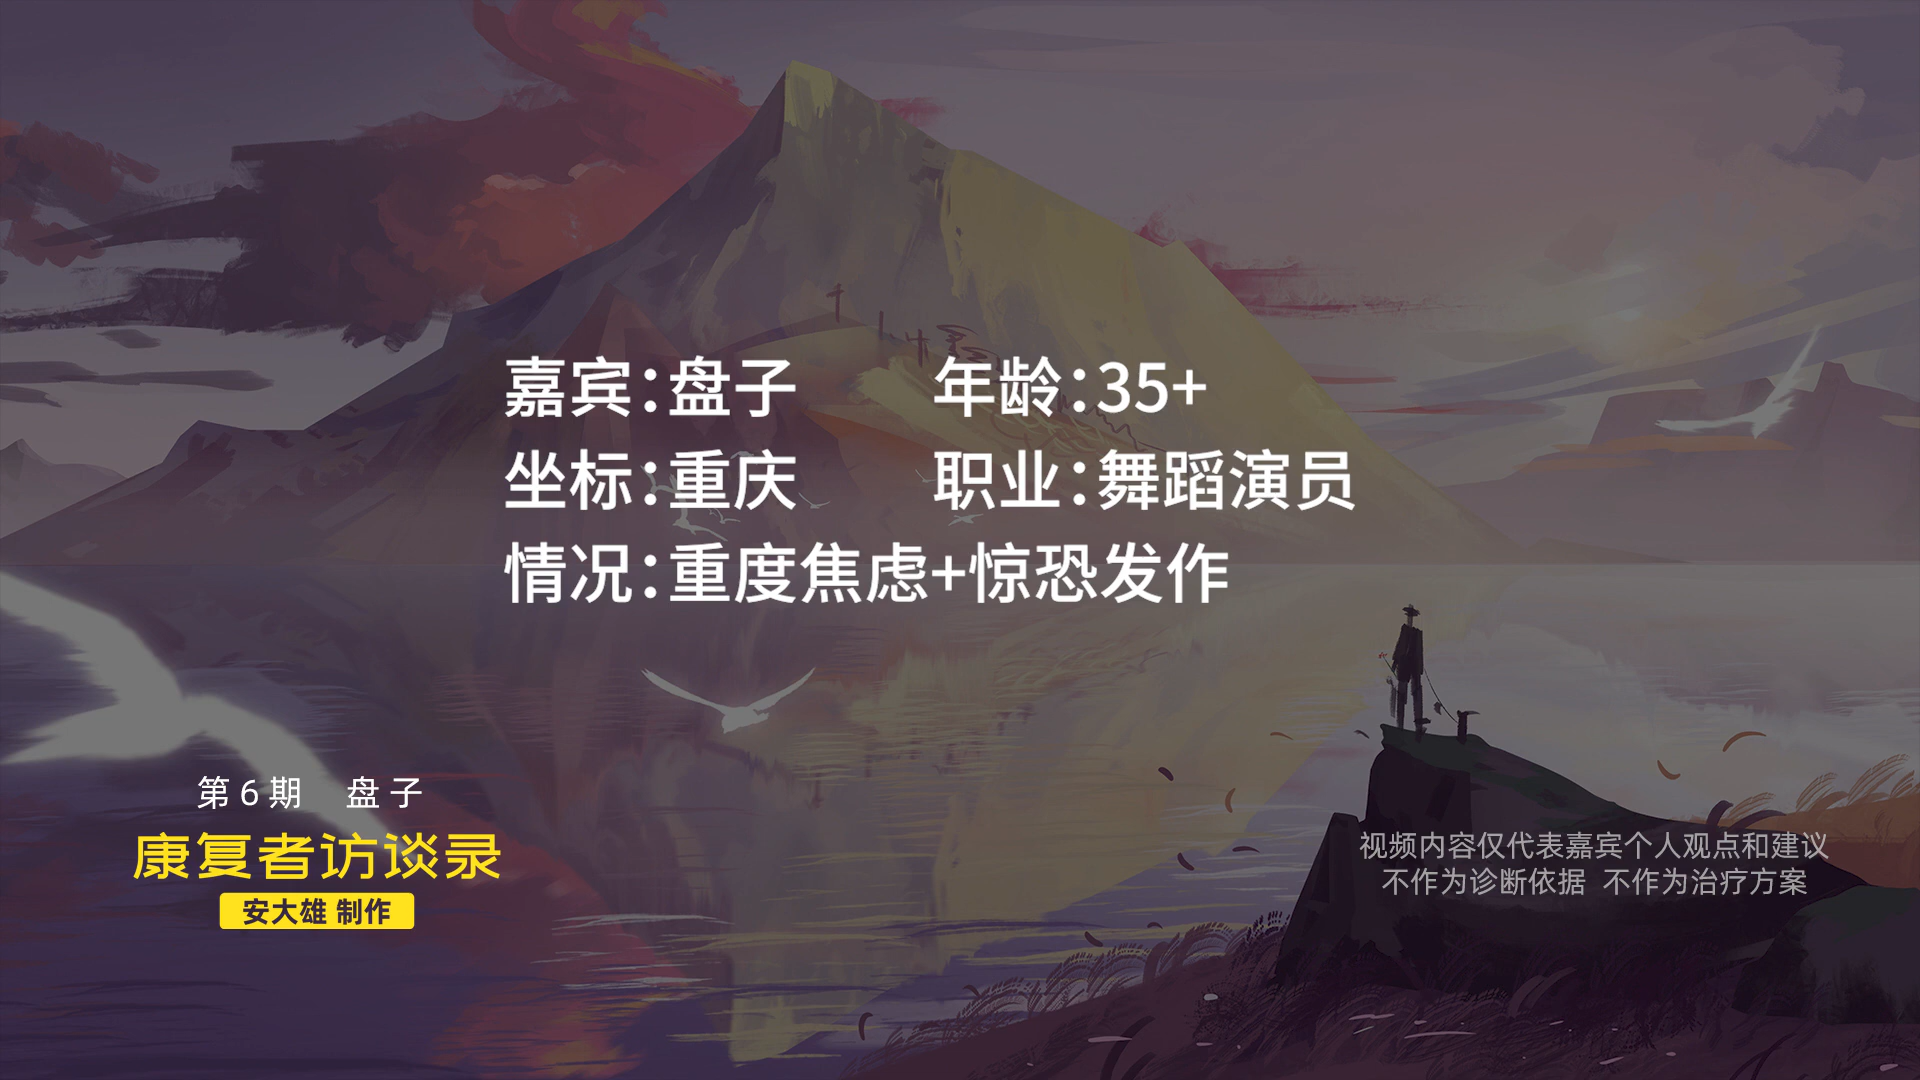 嘉宾：盘子 年龄：35+
坐标：重庆 职业：舞蹈演员
情况：重度焦虑+惊恐发作
第6期 盘子
康复者访谈录
安大雄 制作
视频内容仅代表嘉宾个人观点和建议
不作为诊断依据 不作为治疗方案